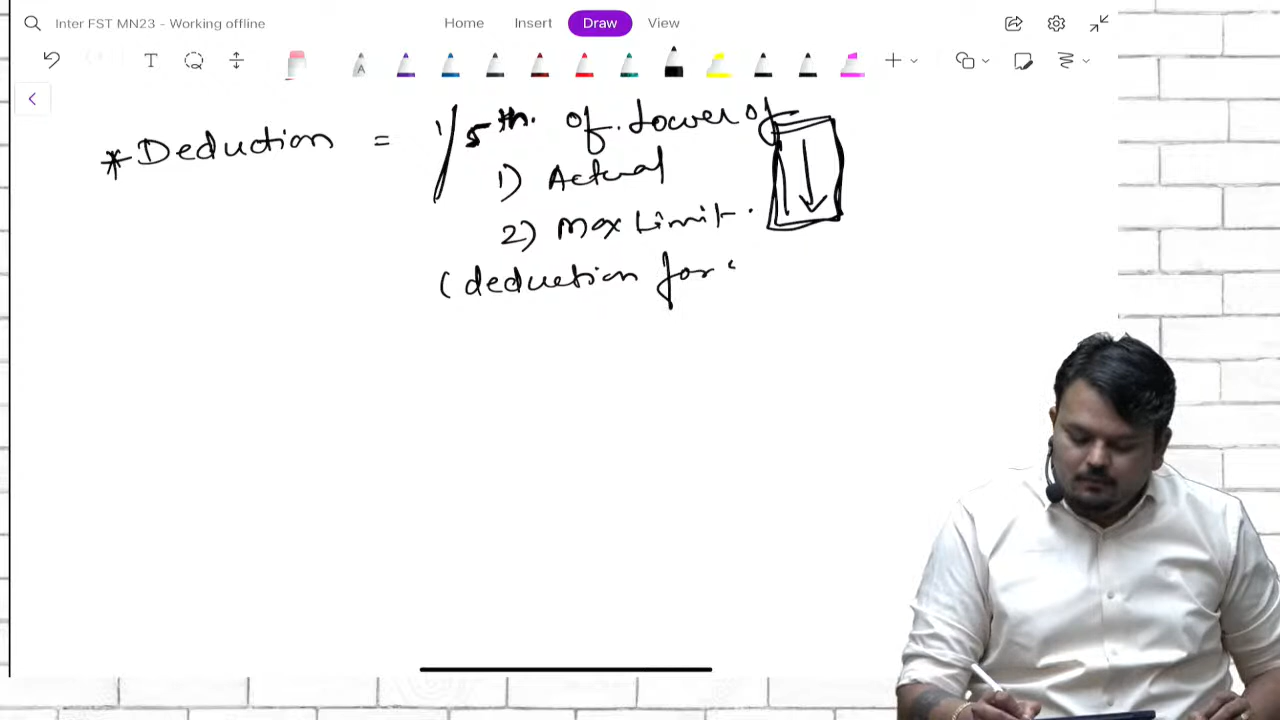 Inter FST MN23 - Working offline
Home Insert Draw View
T A
* Deduction = 1/5th. of. Lower of
1) Actual
2) Max Limit.
(deduction for